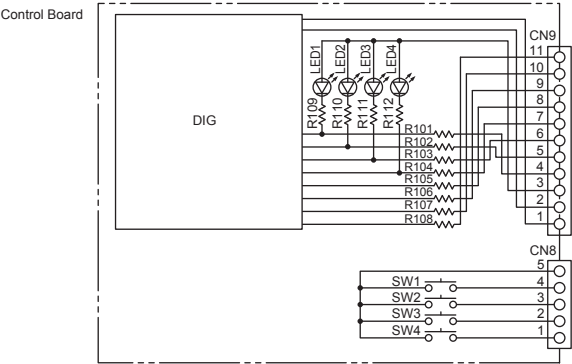 Control Board
DIG
LED1
LED2
LED3
LED4
R109
R110
R111
R112
R101
R102
R103
R104
R105
R106
R107
R108
CN9
11
10
9
8
7
6
5
4
3
2
1
CN8
5
4
3
2
1
SW1
SW2
SW3
SW4